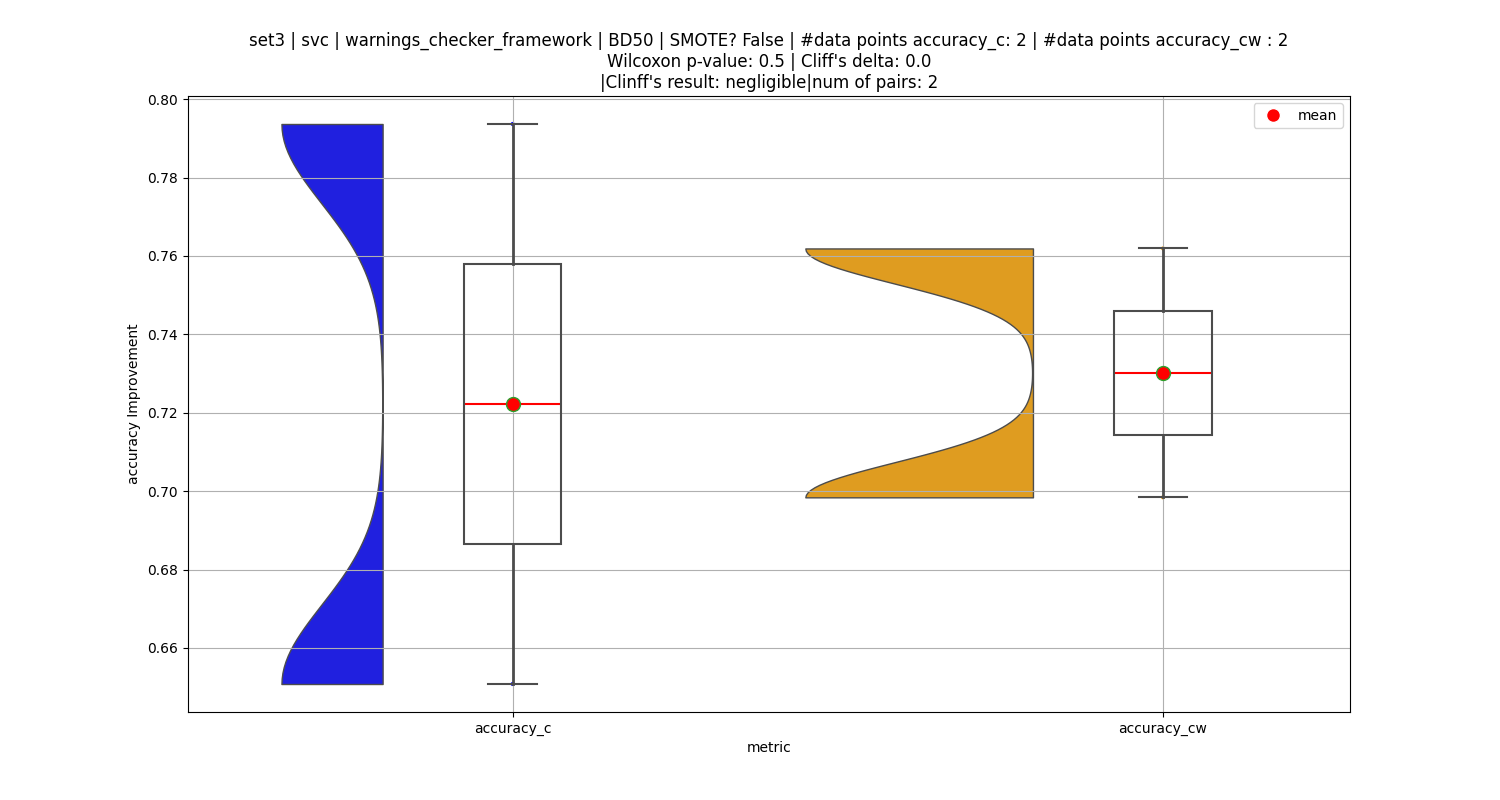 set3 | svc | warnings_checker_framework | BD50 | SMOTE? False | #data points accuracy_c: 2 | #data points accuracy_cw : 2
Wilcoxon p-value: 0.5 | Cliff's delta: 0.0
|Clinff's result: negligible|num of pairs: 2
mean
0.80
0.78
0.76
0.74
0.72
0.70
0.68
0.66
accuracy Improvement
accuracy_c
accuracy_cw
metric